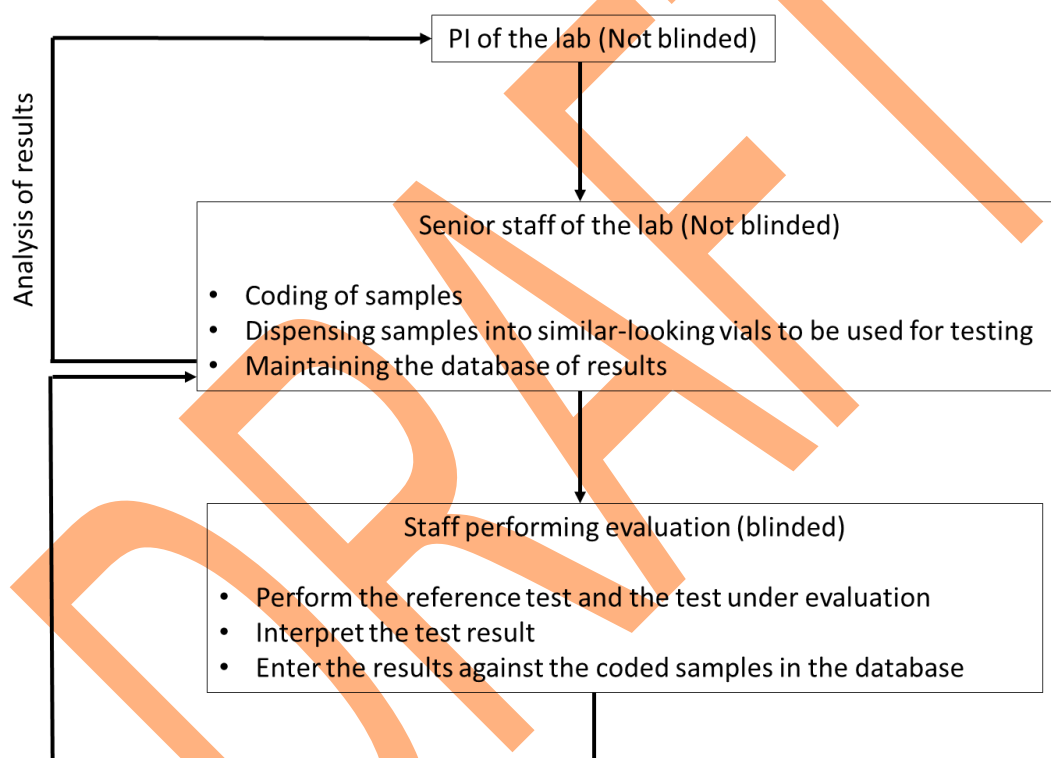 PI of the lab (Not blinded)
Analysis of results
Senior staff of the lab (Not blinded)
• Coding of samples
• Dispensing samples into similar-looking vials to be used for testing
• Maintaining the database of results
Staff performing evaluation (blinded)
• Perform the reference test and the test under evaluation
• Interpret the test result
• Enter the results against the coded samples in the database
DRAFT